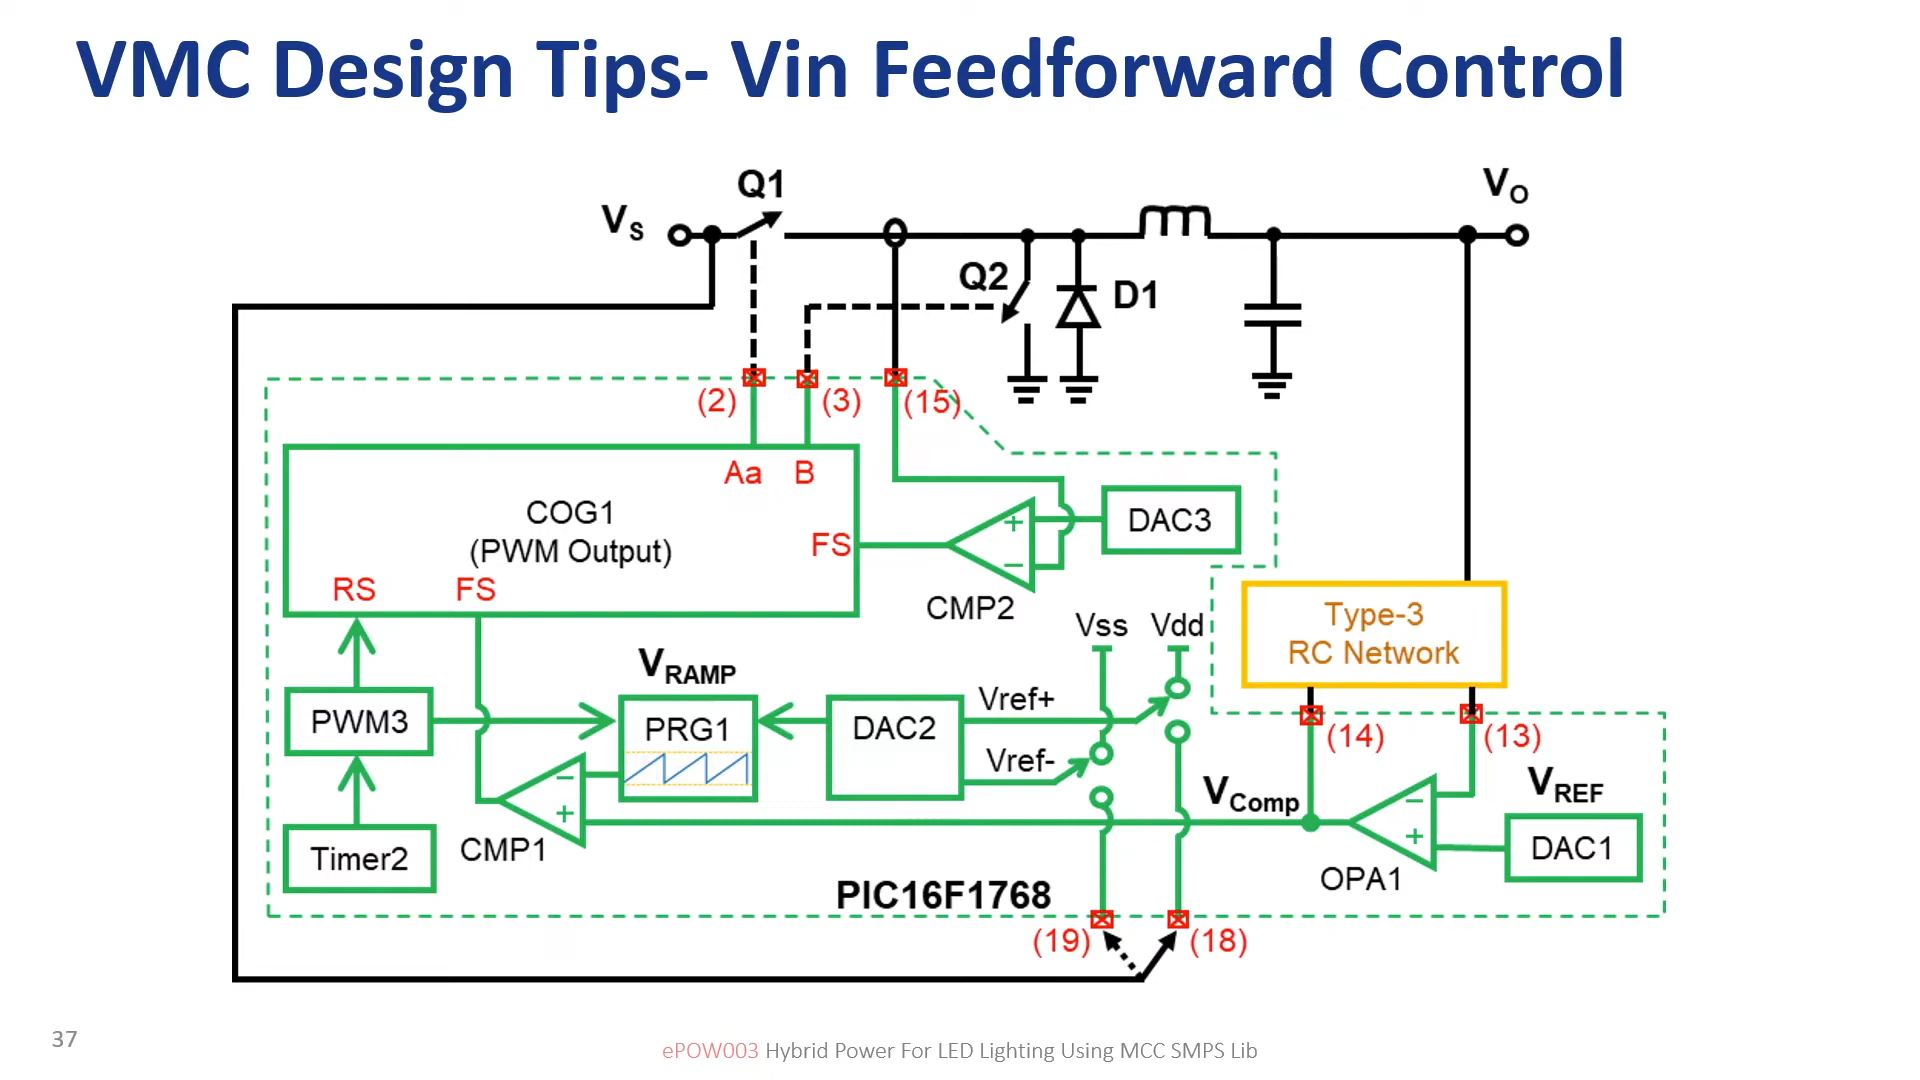 VMC Design Tips- Vin Feedforward Control
Q1
VS
VO
Q2
D1
(2)
(3)
(15)
Aa
B
COG1
(PWM Output)
FS
RS
FS
+
−
DAC3
CMP2
Vss
Vdd
Type-3
RC Network
VRAMP
PWM3
PRG1
DAC2
Vref+
Vref-
(14)
(13)
VREF
VComp
−
+
CMP1
Timer2
−
+
OPA1
DAC1
PIC16F1768
(19)
(18)
37
ePOW003 Hybrid Power For LED Lighting Using MCC SMPS Lib